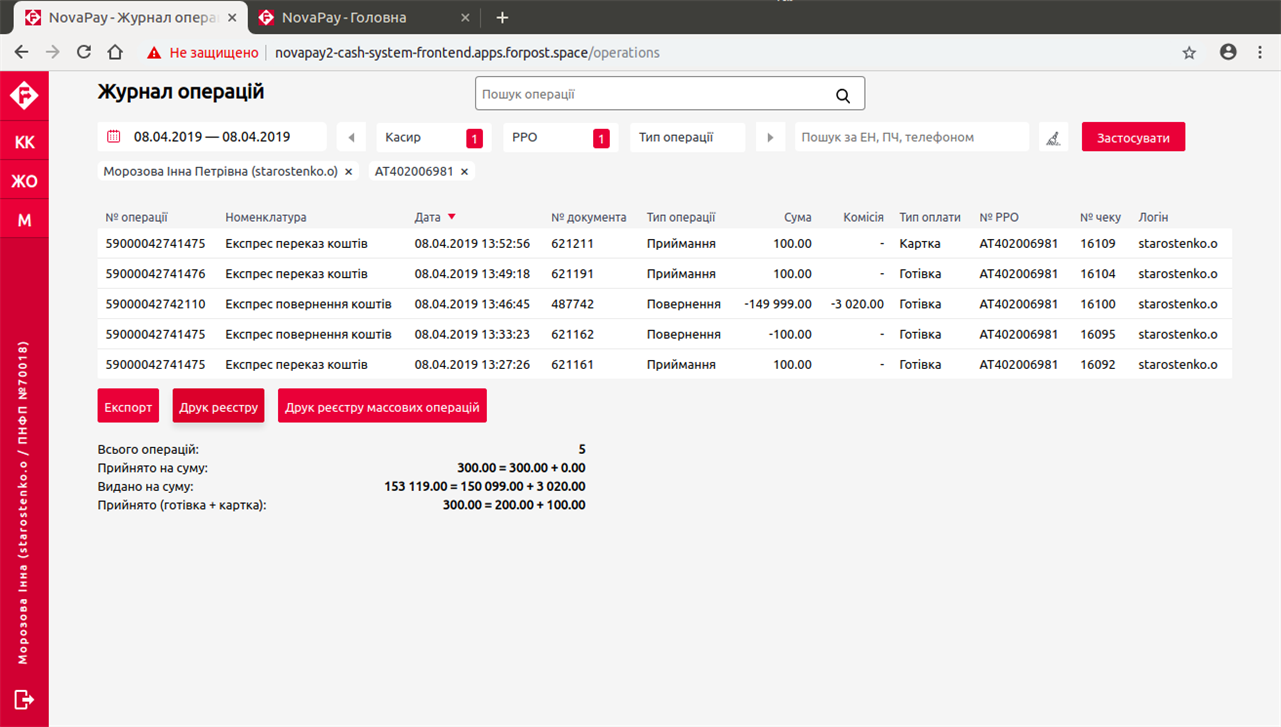 NovaPay - Журнал опера
NovaPay - Головна
Не защищено novapay2-cash-system-frontend.apps.forpost.space/operations
Журнал операцій
Пошук операції
08.04.2019 — 08.04.2019 Касир 1 РРО 1 Тип операції Пошук за ЕН, ПЧ, телефоном Застосувати
Морозова Інна Петрівна (starostenko.o) × АТ402006981 ×
№ операції Номенклатура Дата № документа Тип операції Сума Комісія Тип оплати № РРО № чеку Логін
59000042741475 Експрес переказ коштів 08.04.2019 13:52:56 621211 Приймання 100.00 - Картка АТ402006981 16109 starostenko.o
59000042741476 Експрес переказ коштів 08.04.2019 13:49:18 621191 Приймання 100.00 - Готівка АТ402006981 16104 starostenko.o
59000042742110 Експрес повернення коштів 08.04.2019 13:46:45 487742 Повернення -149 999.00 -3 020.00 Готівка АТ402006981 16100 starostenko.o
59000042741475 Експрес повернення коштів 08.04.2019 13:33:23 621162 Повернення -100.00 - Готівка АТ402006981 16095 starostenko.o
59000042741475 Експрес переказ коштів 08.04.2019 13:27:26 621161 Приймання 100.00 - Готівка АТ402006981 16092 starostenko.o
Експорт Друк реєстру Друк реєстру массових операцій
Всього операцій: 5
Прийнято на суму: 300.00 = 300.00 + 0.00
Видано на суму: 153 119.00 = 150 099.00 + 3 020.00
Прийнято (готівка + картка): 300.00 = 200.00 + 100.00
КК
ЖО
М
Морозова Інна (starostenko.o / ПНФП №70018)